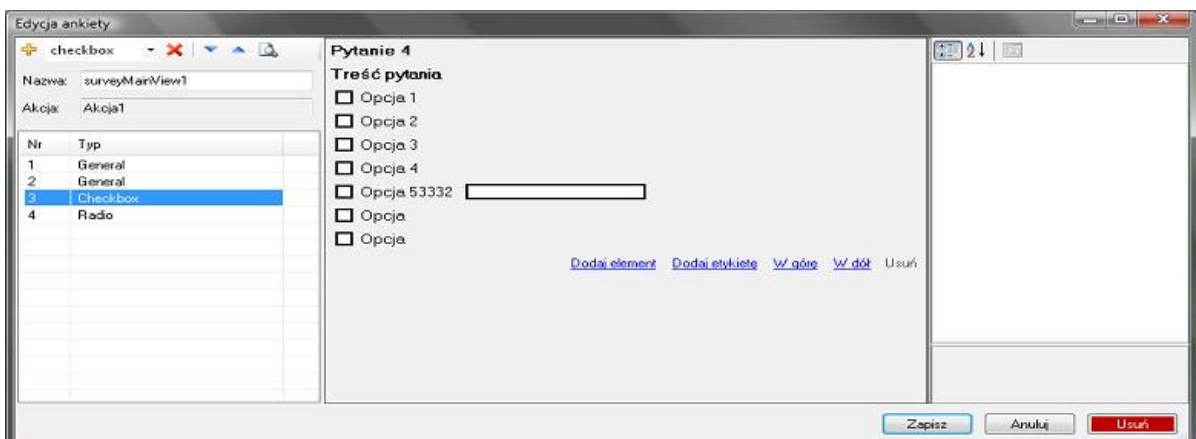 Edycja ankiety
checkbox
Nazwa: surveyMainView1
Akcja: Akcja1
Nr Typ
1 General
2 General
3 Checkbox
4 Radio
Pytanie 4
Treść pytania
Opcja 1
Opcja 2
Opcja 3
Opcja 4
Opcja 53332
Opcja
Opcja
Dodaj element Dodaj etykietę W górę W dół Usuń
Zapisz Anuluj Usuń